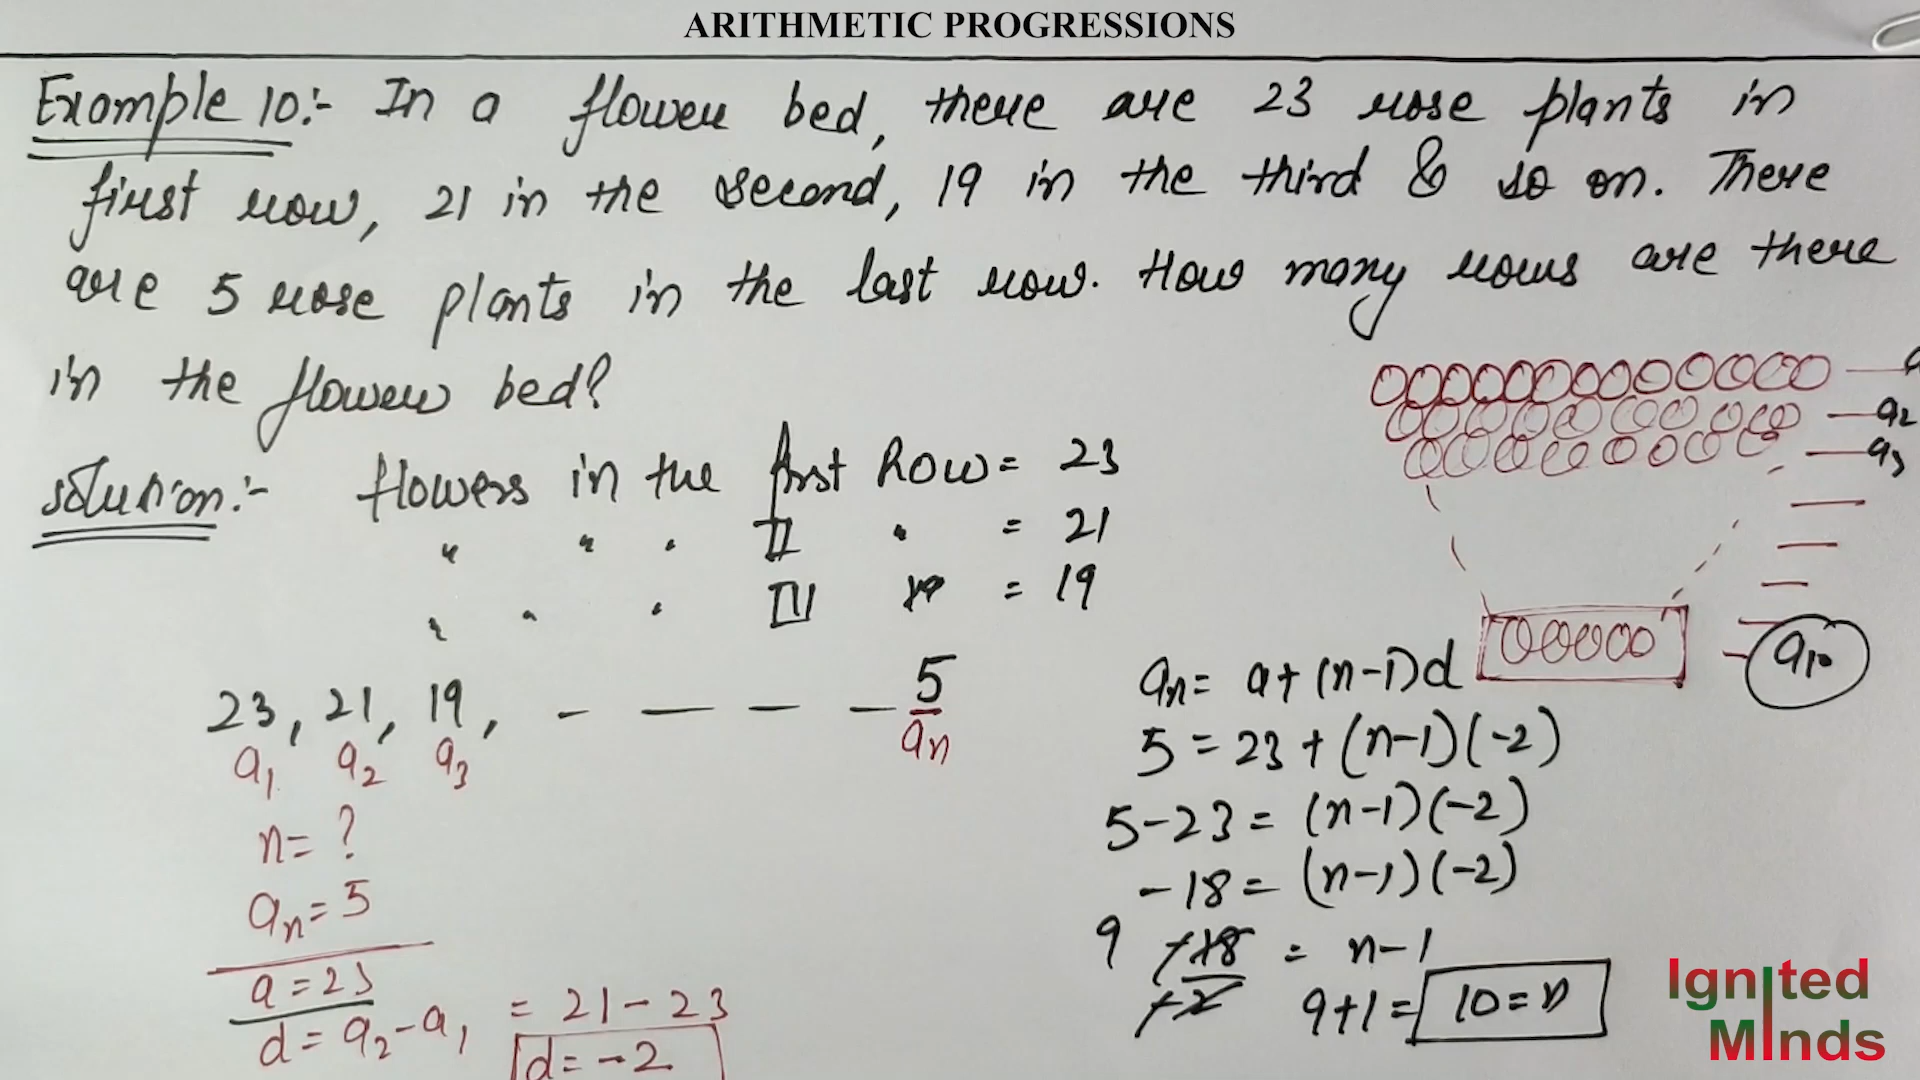 ARITHMETIC PROGRESSIONS
Example 10:- In a flower bed, there are 23 rose plants in
first row, 21 in the second, 19 in the third & so on. There
are 5 rose plants in the last row. How many rows are there
in the flower bed?
Solution:- flowers in the first Row = 23
" " " II " = 21
" " " III " = 19
23, 21, 19, - - - - 5
a1 a2 a3 an
n = ?
an = 5
a = 23
d = a2 - a1 = 21 - 23
d = -2
a2
a3
a10
an = a + (n-1)d
5 = 23 + (n-1)(-2)
5-23 = (n-1)(-2)
-18 = (n-1)(-2)
9 +18/+2 = n-1
9+1 = 10 = n
Ignited
Minds